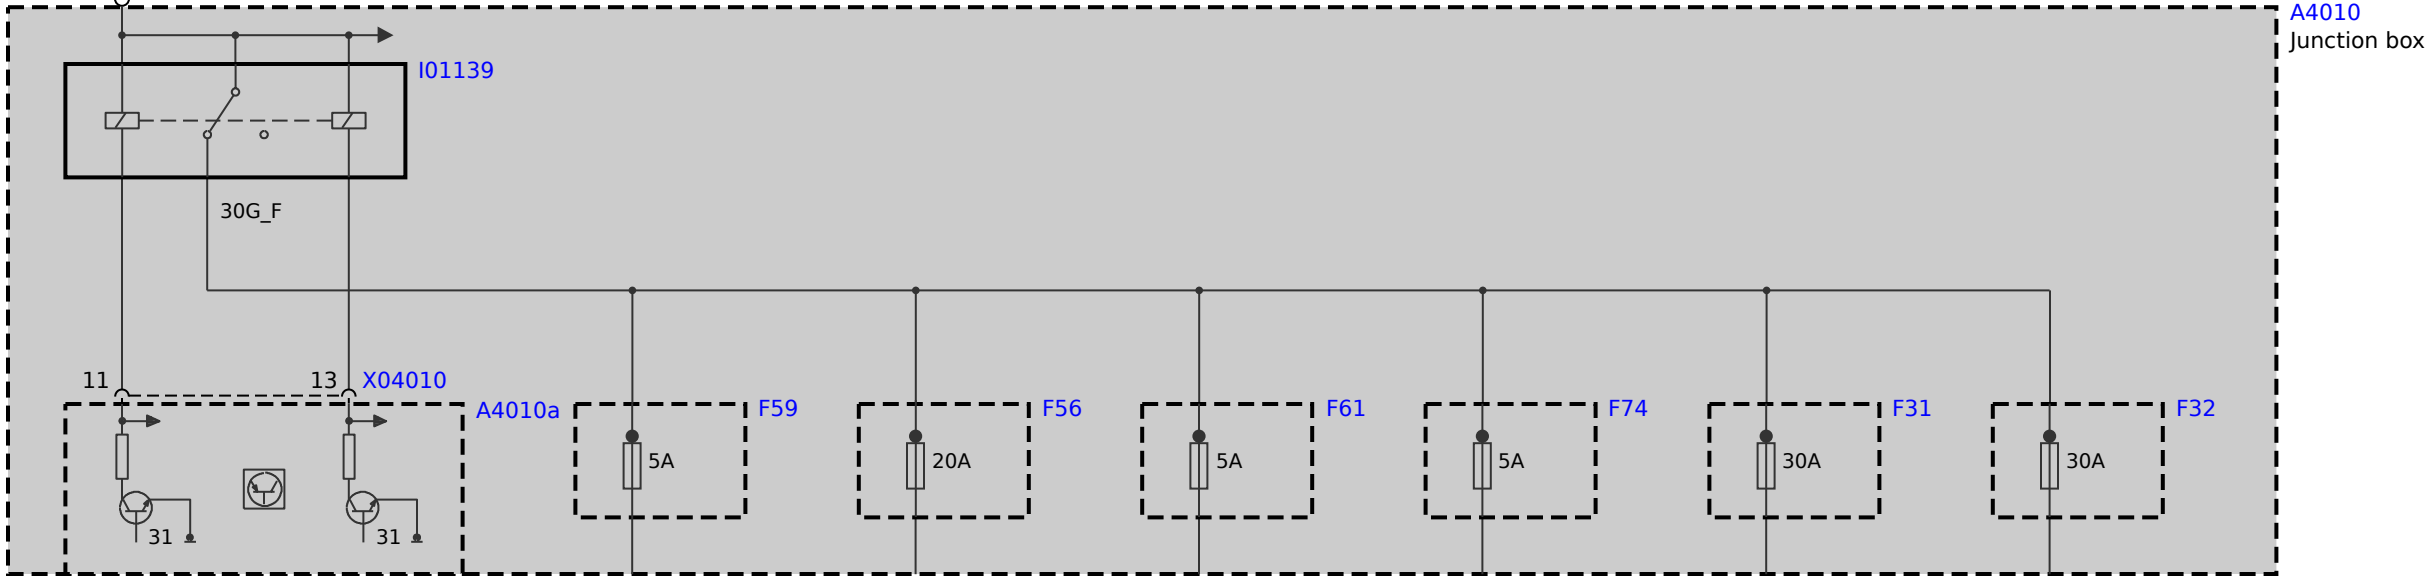 A4010
Junction box
I01139
30G_F
11
13
X04010
A4010a
F59
F56
F61
F74
F31
F32
5A
20A
5A
5A
30A
30A
31
31